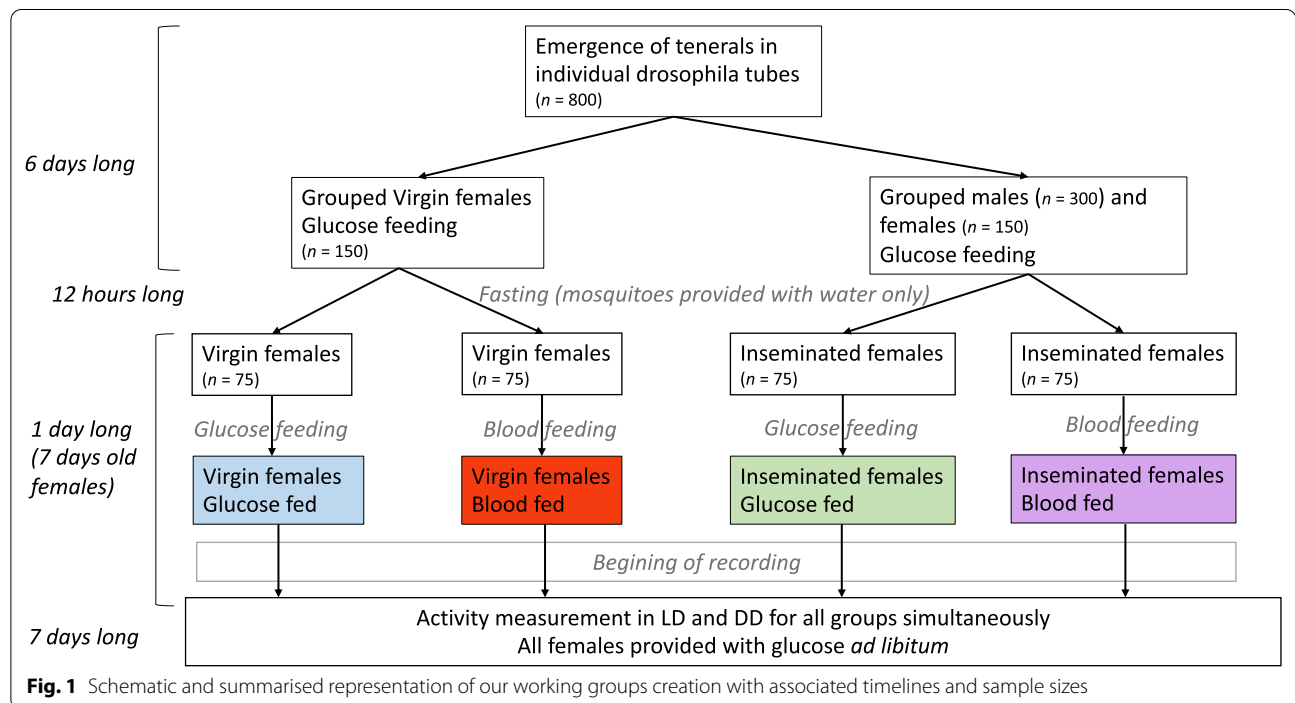 Emergence of tenerals in
individual drosophila tubes
(n = 800)
6 days long
Grouped Virgin females
Glucose feeding
(n = 150)
Grouped males (n = 300) and
females (n = 150)
Glucose feeding
12 hours long
Fasting (mosquitoes provided with water only)
Virgin females
(n = 75)
Virgin females
(n = 75)
Inseminated females
(n = 75)
Inseminated females
(n = 75)
1 day long
(7 days old
females)
Glucose feeding
Blood feeding
Glucose feeding
Blood feeding
Virgin females
Glucose fed
Virgin females
Blood fed
Inseminated females
Glucose fed
Inseminated females
Blood fed
Begining of recording
7 days long
Activity measurement in LD and DD for all groups simultaneously
All females provided with glucose ad libitum
Fig. 1 Schematic and summarised representation of our working groups creation with associated timelines and sample sizes